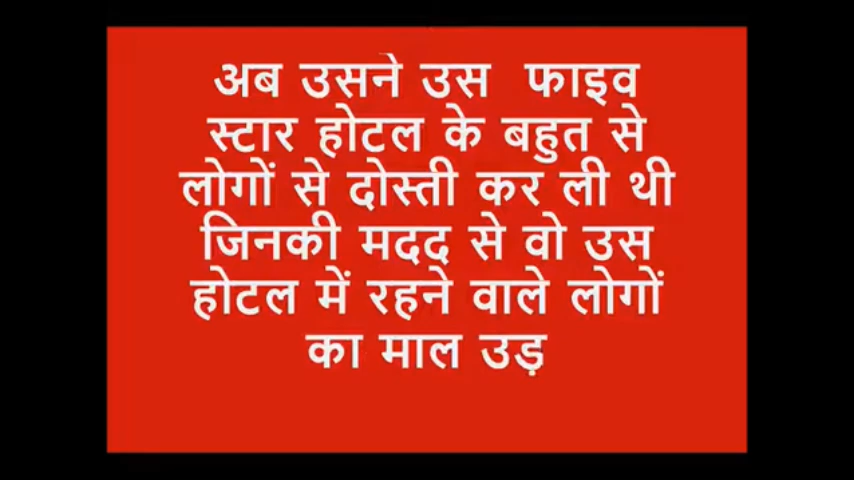 अब उसने उस फाइव
स्टार होटल के बहुत से
लोगों से दोस्ती कर ली थी
जिनकी मदद से वो उस
होटल में रहने वाले लोगों
का माल उड़